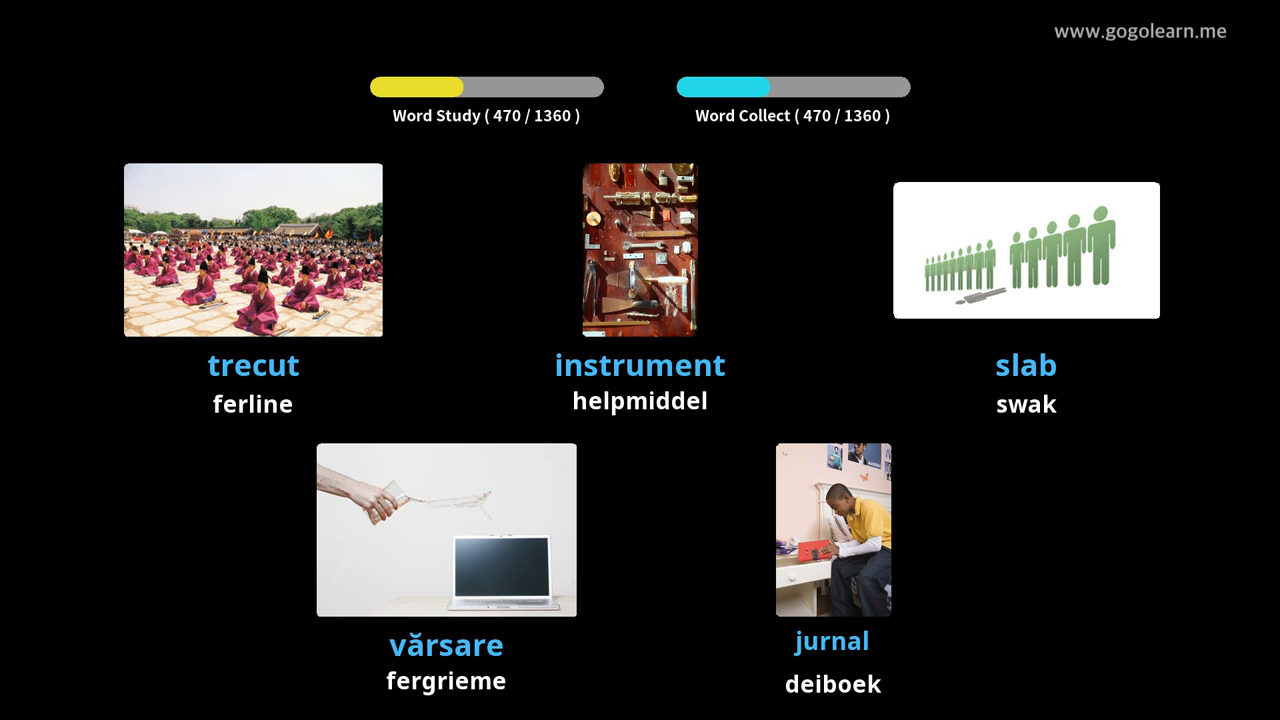 www.gogolearn.me
Word Study ( 470 / 1360 )
Word Collect ( 470 / 1360 )
trecut
ferline
instrument
helpmiddel
slab
swak
vărsare
fergrieme
jurnal
deiboek